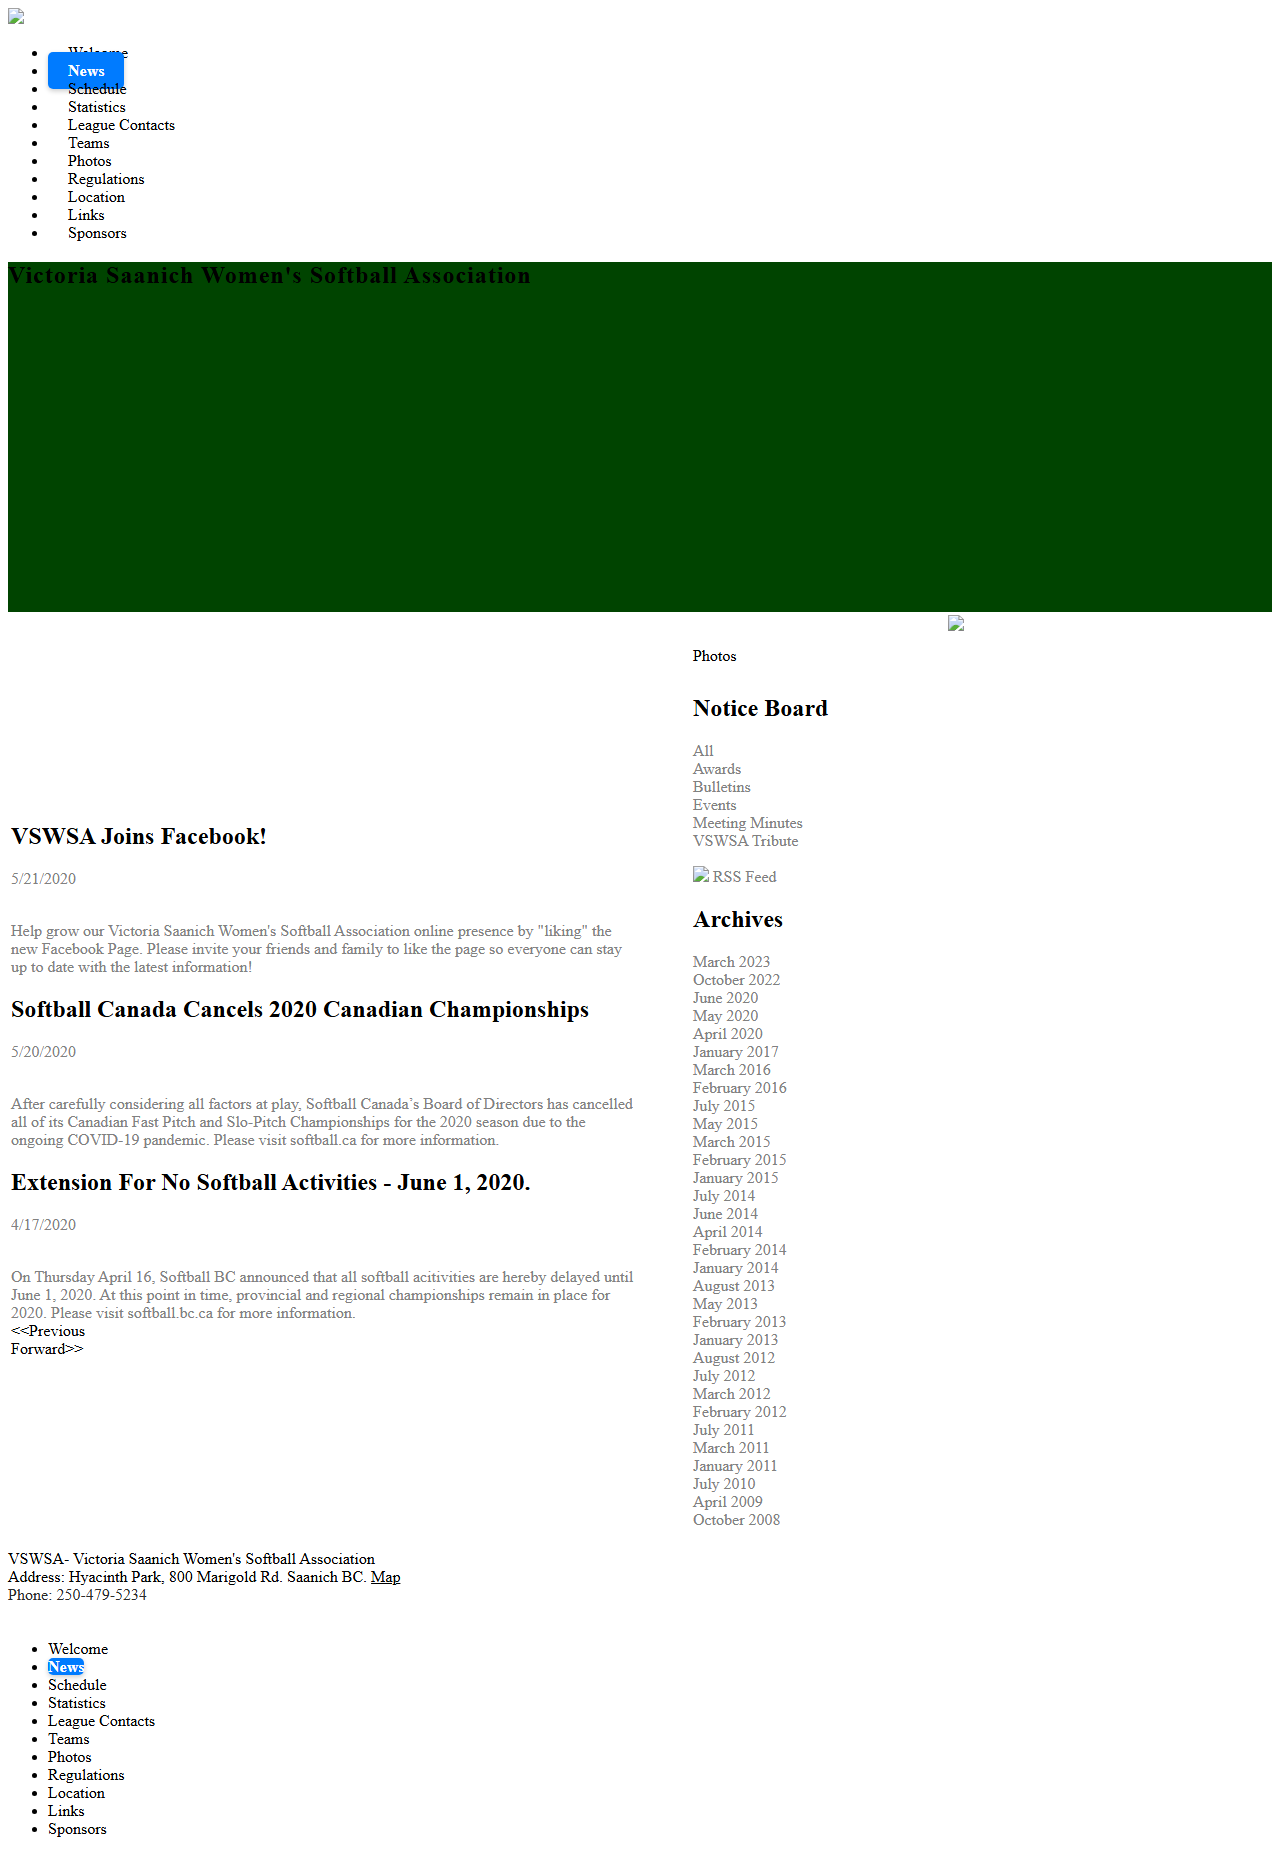 Welcome
News
Schedule
Statistics
League Contacts
Teams
Photos
Regulations
Location
Links
Sponsors
Victoria Saanich Women's Softball Association
VSWSA Joins Facebook!
5/21/2020
Help grow our Victoria Saanich Women's Softball Association online presence by "liking" the
new Facebook Page. Please invite your friends and family to like the page so everyone can stay
up to date with the latest information!
Softball Canada Cancels 2020 Canadian Championships
5/20/2020
After carefully considering all factors at play, Softball Canada’s Board of Directors has cancelled
all of its Canadian Fast Pitch and Slo-Pitch Championships for the 2020 season due to the
ongoing COVID-19 pandemic. Please visit softball.ca for more information.
Extension For No Softball Activities - June 1, 2020.
4/17/2020
On Thursday April 16, Softball BC announced that all softball acitivities are hereby delayed until
June 1, 2020. At this point in time, provincial and regional championships remain in place for
2020. Please visit softball.bc.ca for more information.
<<Previous
Forward>>
Photos
Notice Board
All
Awards
Bulletins
Events
Meeting Minutes
VSWSA Tribute
RSS Feed
Archives
March 2023
October 2022
June 2020
May 2020
April 2020
January 2017
March 2016
February 2016
July 2015
May 2015
March 2015
February 2015
January 2015
July 2014
June 2014
April 2014
February 2014
January 2014
August 2013
May 2013
February 2013
January 2013
August 2012
July 2012
March 2012
February 2012
July 2011
March 2011
January 2011
July 2010
April 2009
October 2008
VSWSA- Victoria Saanich Women's Softball Association
Address: Hyacinth Park, 800 Marigold Rd. Saanich BC. Map
Phone: 250-479-5234
Welcome
News
Schedule
Statistics
League Contacts
Teams
Photos
Regulations
Location
Links
Sponsors